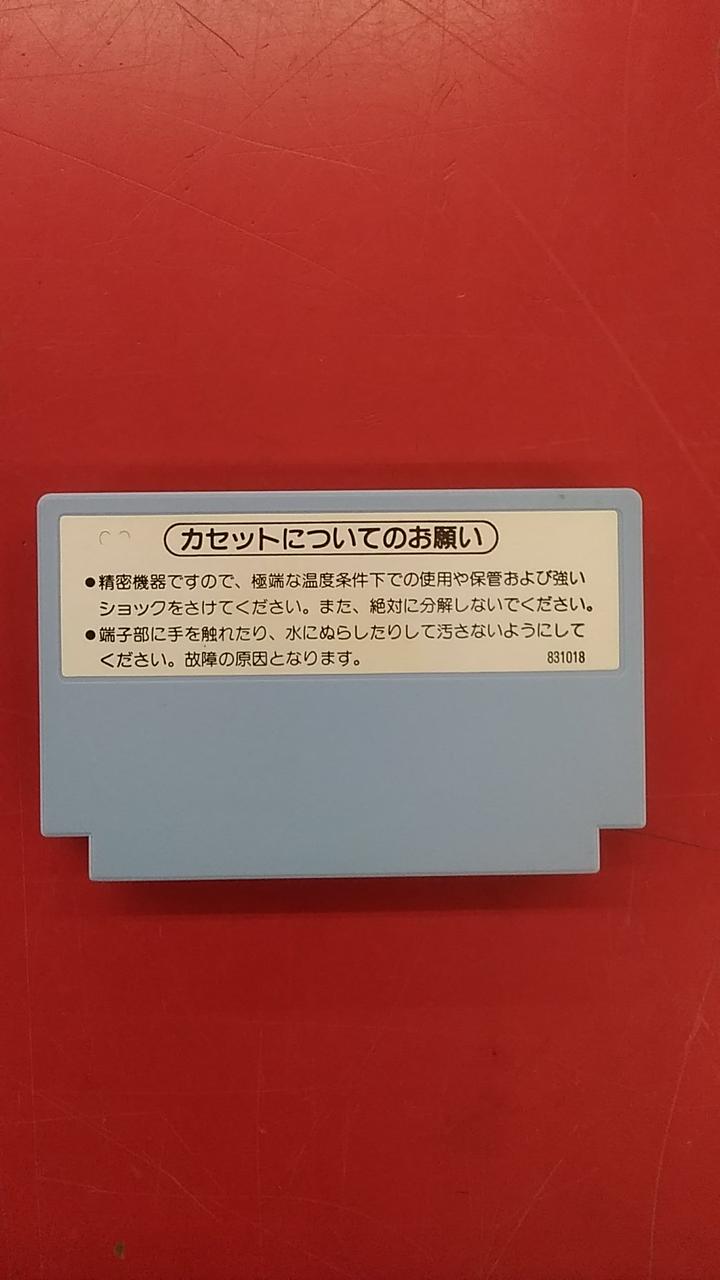 カセットについてのお願い
●精密機器ですので、極端な温度条件下での使用や保管および強い
ショックをさけてください。また、絶対に分解しないでください。
●端子部に手を触れたり、水にぬらしたりして汚さないようにして
ください。故障の原因となります。 831018